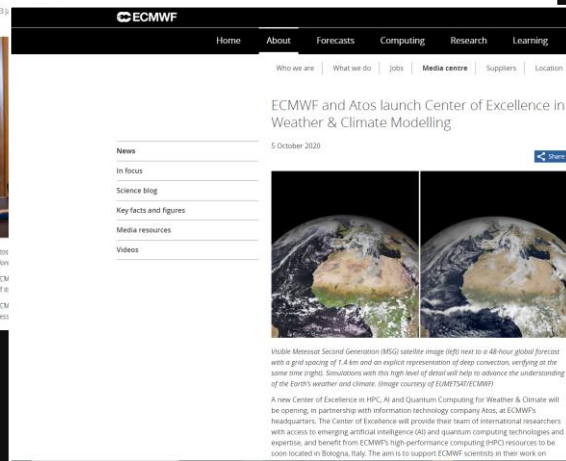 ECMWF
Home About Forecasts Computing Research Learning
Who we are What we do Jobs Media centre Suppliers Location
ECMWF and Atos launch Center of Excellence in
Weather & Climate Modelling
5 October 2020
Share
News
In focus
Science blog
Key facts and figures
Media resources
Videos
Visible Meteosat Second Generation (MSG) satellite image (left) next to a 48-hour global forecast
with a grid spacing of 1.4 km and an explicit representation of deep convection, verifying at the
same time (right). Simulations with this high level of detail will help to advance the understanding
of the Earth's weather and climate. (Image courtesy of EUMETSAT/ECMWF)
A new Center of Excellence in HPC, AI and Quantum Computing for Weather & Climate will
be opening, in partnership with information technology company Atos, at ECMWF's
headquarters. The Center of Excellence will provide their team of international researchers
with access to emerging artificial intelligence (AI) and quantum computing technologies and
expertise, and benefit from ECMWF's high-performance computing (HPC) resources to be
soon located in Bologna, Italy. The aim is to support ECMWF scientists in their work on